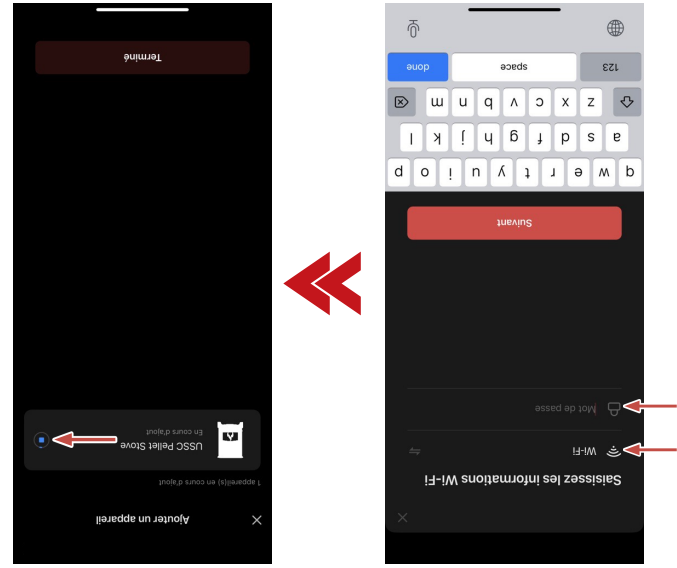 Saisissez les informations Wi-Fi
Wi-Fi
Mot de passe
Suivant
q w e r t y u i o p
a s d f g h j k l
z x c v b n m
123 space done
Ajouter un appareil
1 appareil(s) en cours d'ajout
USSC Pellet Stove
En cours d'ajout
Terminé